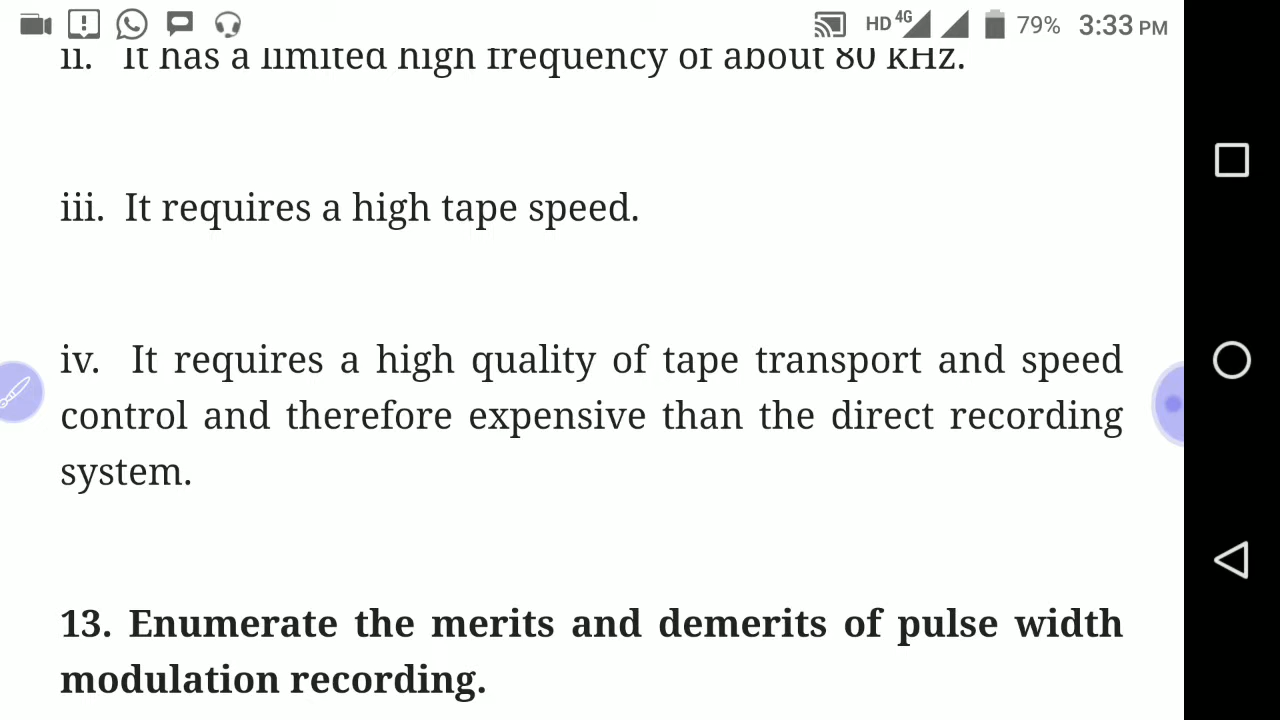 HD 4G 79% 3:33 PM
ii. It has a limited high frequency of about 80 kHz.
iii. It requires a high tape speed.
iv. It requires a high quality of tape transport and speed
control and therefore expensive than the direct recording
system.
13. Enumerate the merits and demerits of pulse width
modulation recording.